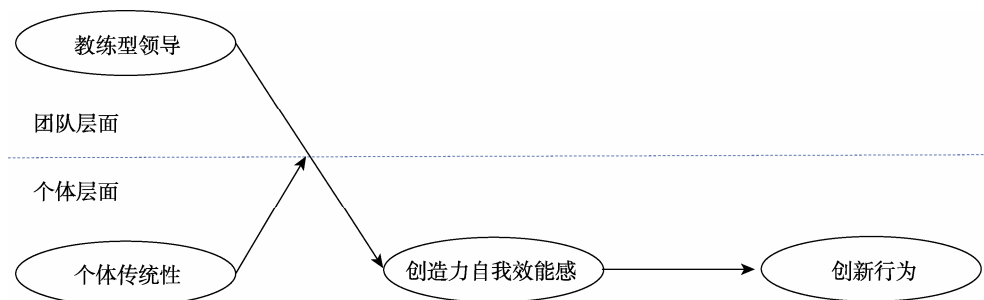 教练型领导
团队层面
个体层面
个体传统性
创造力自我效能感
创新行为